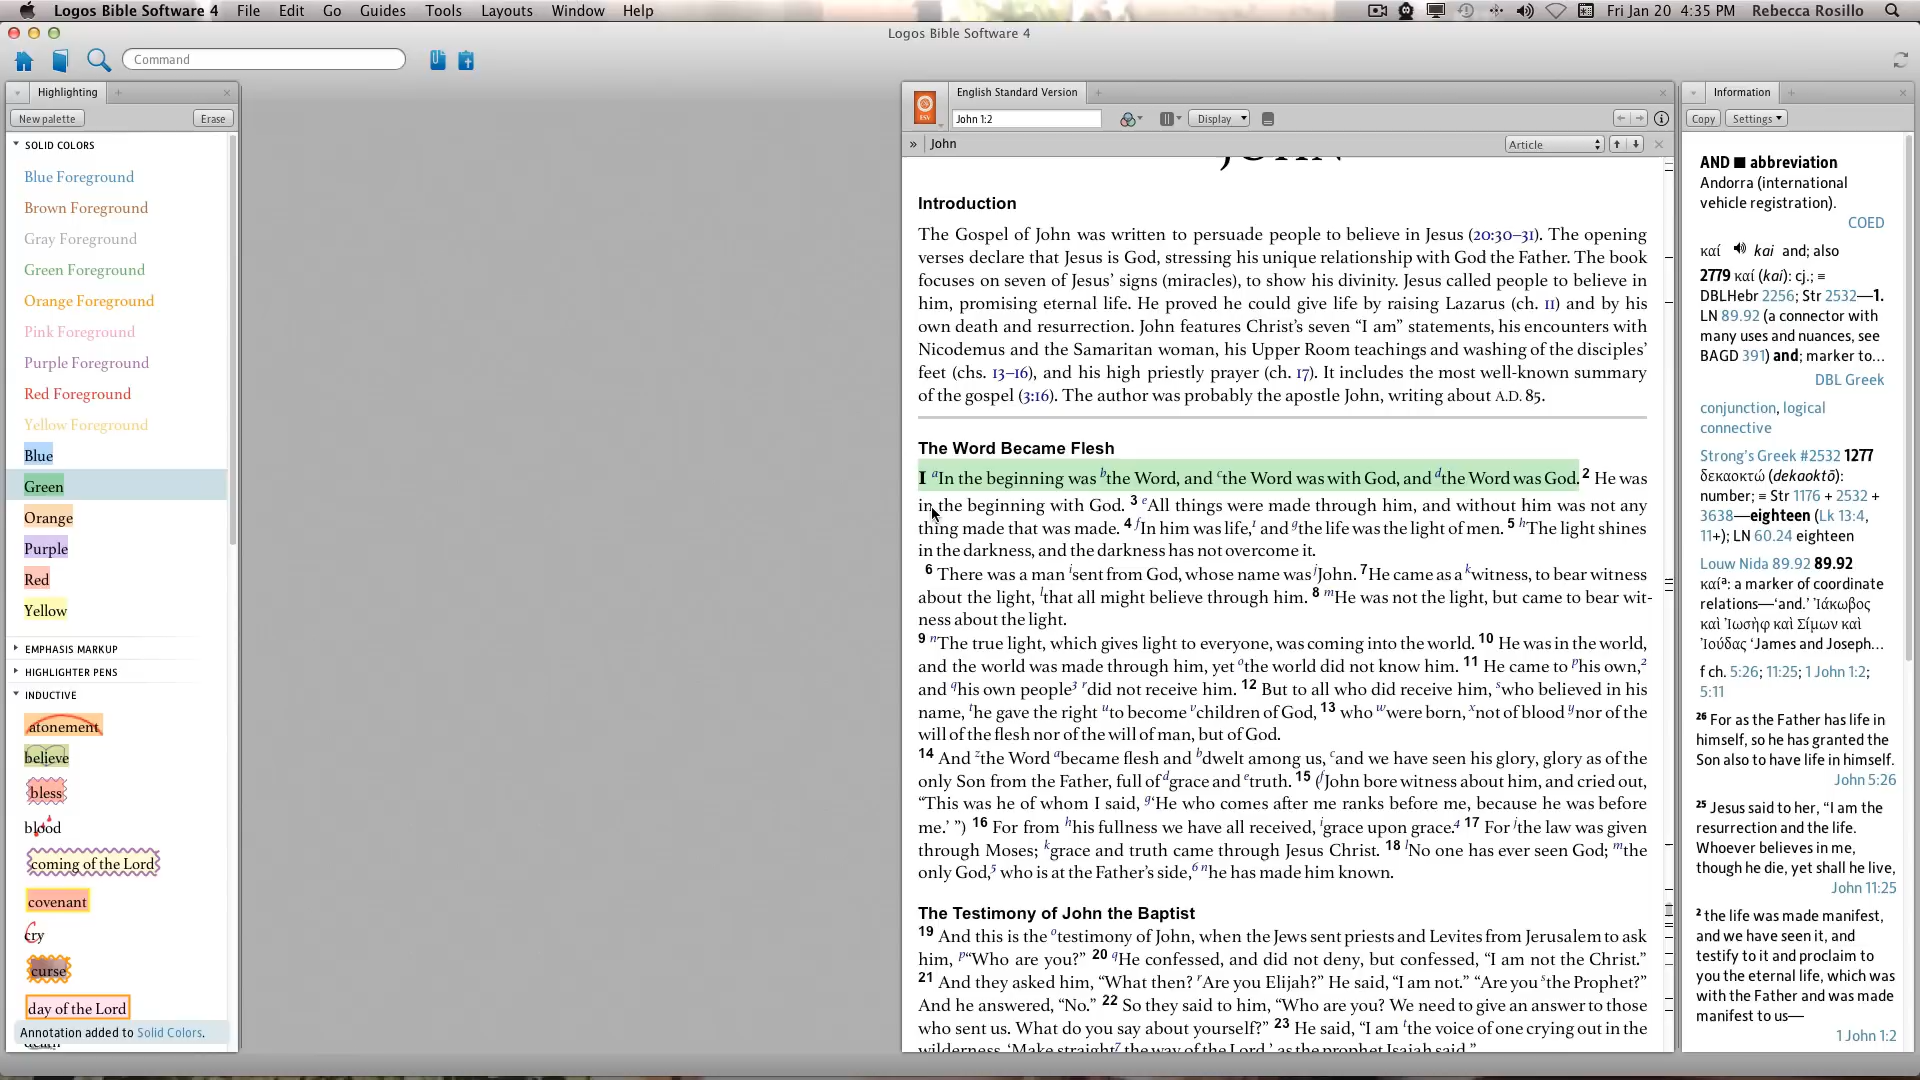 Logos Bible Software 4 File Edit Go Guides Tools Layouts Window Help Fri Jan 20 4:35 PM Rebecca Rosillo
Logos Bible Software 4
Command
Highlighting
New palette Erase
SOLID COLORS
Blue Foreground
Brown Foreground
Gray Foreground
Green Foreground
Orange Foreground
Pink Foreground
Purple Foreground
Red Foreground
Yellow Foreground
Blue
Green
Orange
Purple
Red
Yellow
EMPHASIS MARKUP
HIGHLIGHTER PENS
INDUCTIVE
atonement
believe
bless
blood
coming of the Lord
covenant
cry
curse
day of the Lord
Annotation added to Solid Colors.
English Standard Version
John 1:2 Display
» John Article
JOHN
Introduction
The Gospel of John was written to persuade people to believe in Jesus (20:30–31). The opening
verses declare that Jesus is God, stressing his unique relationship with God the Father. The book
focuses on seven of Jesus’ signs (miracles), to show his divinity. Jesus called people to believe in
him, promising eternal life. He proved he could give life by raising Lazarus (ch. 11) and by his
own death and resurrection. John features Christ’s seven “I am” statements, his encounters with
Nicodemus and the Samaritan woman, his Upper Room teachings and washing of the disciples’
feet (chs. 13–16), and his high priestly prayer (ch. 17). It includes the most well-known summary
of the gospel (3:16). The author was probably the apostle John, writing about A.D. 85.
The Word Became Flesh
1 aIn the beginning was bthe Word, and cthe Word was with God, and dthe Word was God. 2 He was
in the beginning with God. 3 eAll things were made through him, and without him was not any
thing made that was made. 4 fIn him was life,1 and gthe life was the light of men. 5 hThe light shines
in the darkness, and the darkness has not overcome it.
6 There was a man isent from God, whose name was jJohn. 7 He came as a kwitness, to bear witness
about the light, lthat all might believe through him. 8 mHe was not the light, but came to bear wit-
ness about the light.
9 nThe true light, which gives light to everyone, was coming into the world. 10 He was in the world,
and the world was made through him, yet othe world did not know him. 11 He came to phis own,2
and qhis own people3 rdid not receive him. 12 But to all who did receive him, swho believed in his
name, the gave the right uto become vchildren of God, 13 who wwere born, xnot of blood ynor of the
will of the flesh nor of the will of man, but of God.
14 And zthe Word abecame flesh and bdwelt among us, cand we have seen his glory, glory as of the
only Son from the Father, full of dgrace and etruth. 15 (fJohn bore witness about him, and cried out,
“This was he of whom I said, g‘He who comes after me ranks before me, because he was before
me.’ ”) 16 For from hhis fullness we have all received, igrace upon grace.4 17 For jthe law was given
through Moses; kgrace and truth came through Jesus Christ. 18 lNo one has ever seen God; mthe
only God,5 who is at the Father’s side,6 nhe has made him known.
The Testimony of John the Baptist
19 And this is the otestimony of John, when the Jews sent priests and Levites from Jerusalem to ask
him, p“Who are you?” 20 qHe confessed, and did not deny, but confessed, “I am not the Christ.”
21 And they asked him, “What then? rAre you Elijah?” He said, “I am not.” “Are you sthe Prophet?”
And he answered, “No.” 22 So they said to him, “Who are you? We need to give an answer to those
who sent us. What do you say about yourself?” 23 He said, “I am tthe voice of one crying out in the
wilderness, ‘Make straight7 the way of the Lord,’ as the prophet Isaiah said.”
Information
Copy Settings
AND ■ abbreviation
Andorra (international
vehicle registration).
COED
καί kai and; also
2779 καί (kai): cj.; ≡
DBLHebr 2256; Str 2532—1.
LN 89.92 (a connector with
many uses and nuances, see
BAGD 391) and; marker to...
DBL Greek
conjunction, logical
connective
Strong’s Greek #2532 1277
δεκαοκτώ (dekaoktō):
number; ≡ Str 1176 + 2532 +
3638—eighteen (Lk 13:4,
11+); LN 60.24 eighteen
Louw Nida 89.92 89.92
καίa: a marker of coordinate
relations—‘and.’ Ἰάκωβος
καὶ Ἰωσὴφ καὶ Σίμων καὶ
Ἰούδας ‘James and Joseph...
f ch. 5:26; 11:25; 1 John 1:2;
5:11
26 For as the Father has life in
himself, so he has granted the
Son also to have life in himself.
John 5:26
25 Jesus said to her, “I am the
resurrection and the life.
Whoever believes in me,
though he die, yet shall he live,
John 11:25
2 the life was made manifest,
and we have seen it, and
testify to it and proclaim to
you the eternal life, which was
with the Father and was made
manifest to us—
1 John 1:2